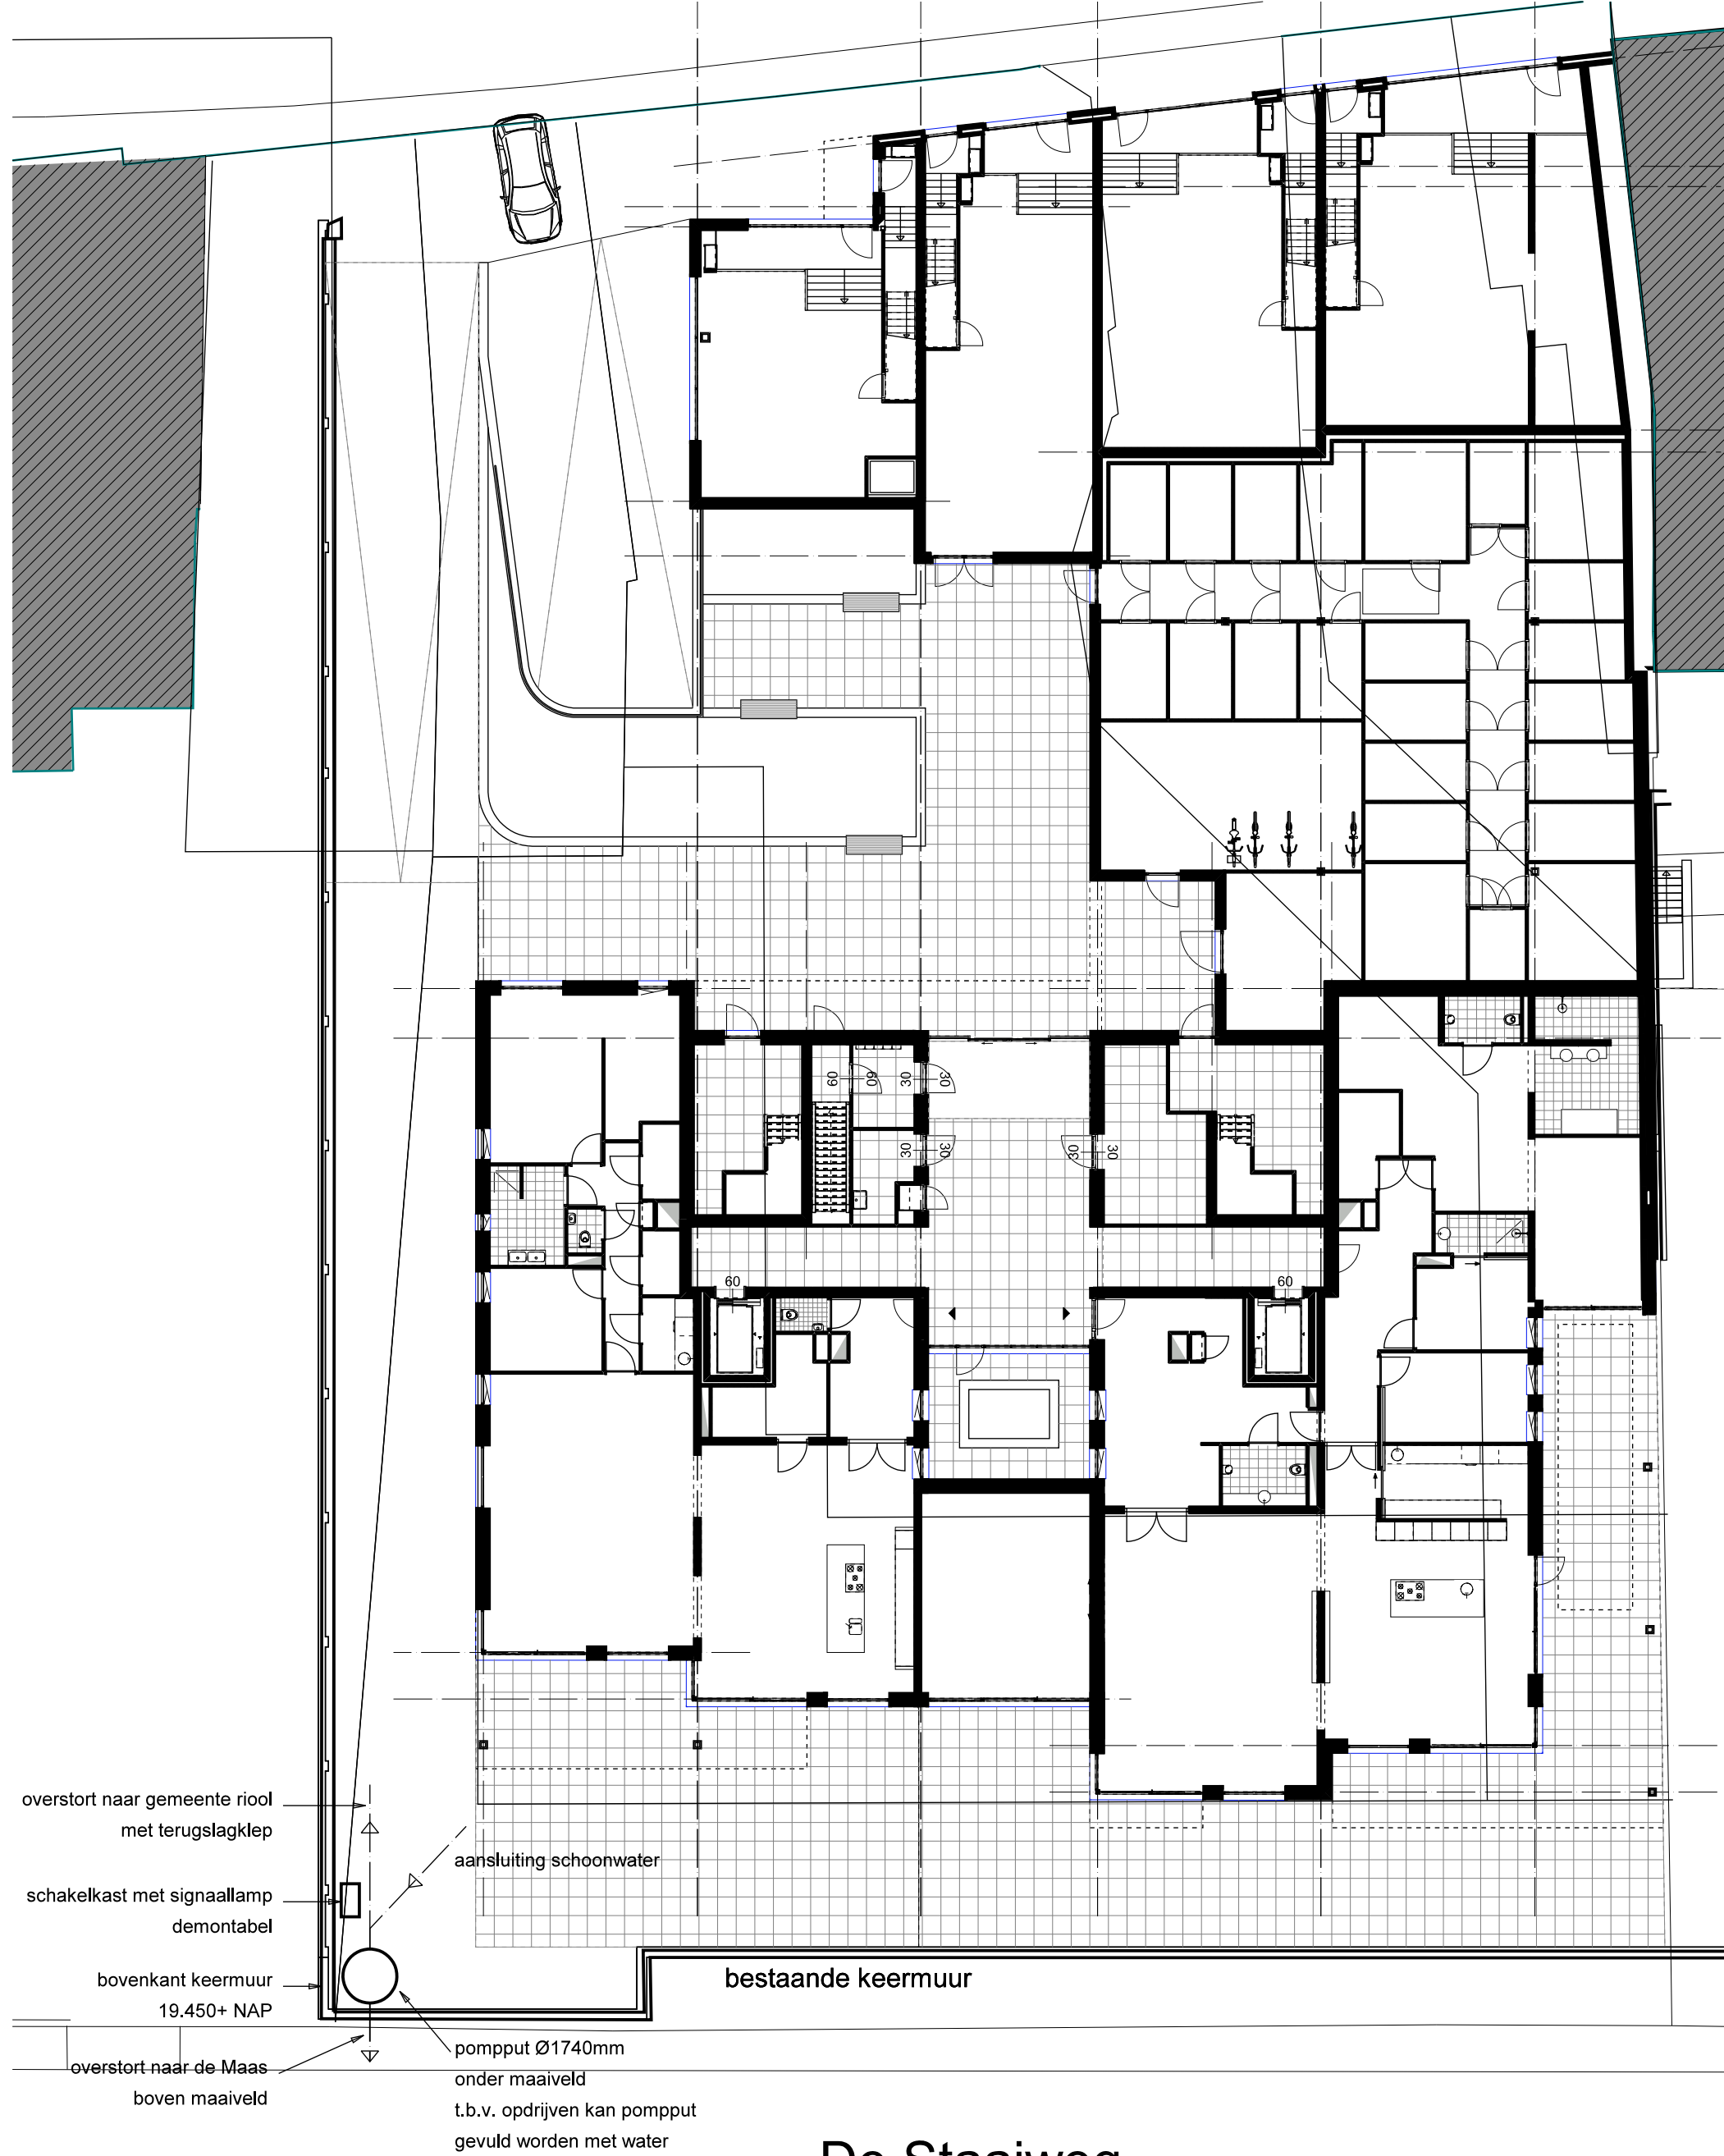 60
60
30
30
30
30
30
30
60
60
overstort naar gemeente riool
met terugslagklep
aansluiting schoonwater
schakelkast met signaallamp
demontabel
bovenkant keermuur
19.450+ NAP
bestaande keermuur
overstort naar de Maas
boven maaiveld
pompput Ø1740mm
onder maaiveld
t.b.v. opdrijven kan pompput
gevuld worden met water
De Staaiweg